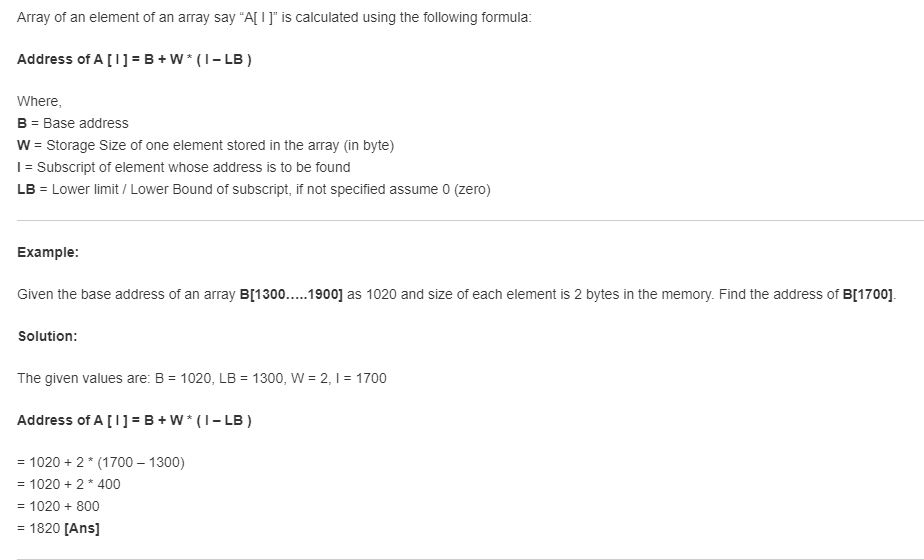 Array of an element of an array say “A[ I ]” is calculated using the following formula:
Address of A [ I ] = B + W * ( I – LB )
Where,
B = Base address
W = Storage Size of one element stored in the array (in byte)
I = Subscript of element whose address is to be found
LB = Lower limit / Lower Bound of subscript, if not specified assume 0 (zero)
Example:
Given the base address of an array B[1300…..1900] as 1020 and size of each element is 2 bytes in the memory. Find the address of B[1700].
Solution:
The given values are: B = 1020, LB = 1300, W = 2, I = 1700
Address of A [ I ] = B + W * ( I – LB )
= 1020 + 2 * (1700 – 1300)
= 1020 + 2 * 400
= 1020 + 800
= 1820 [Ans]